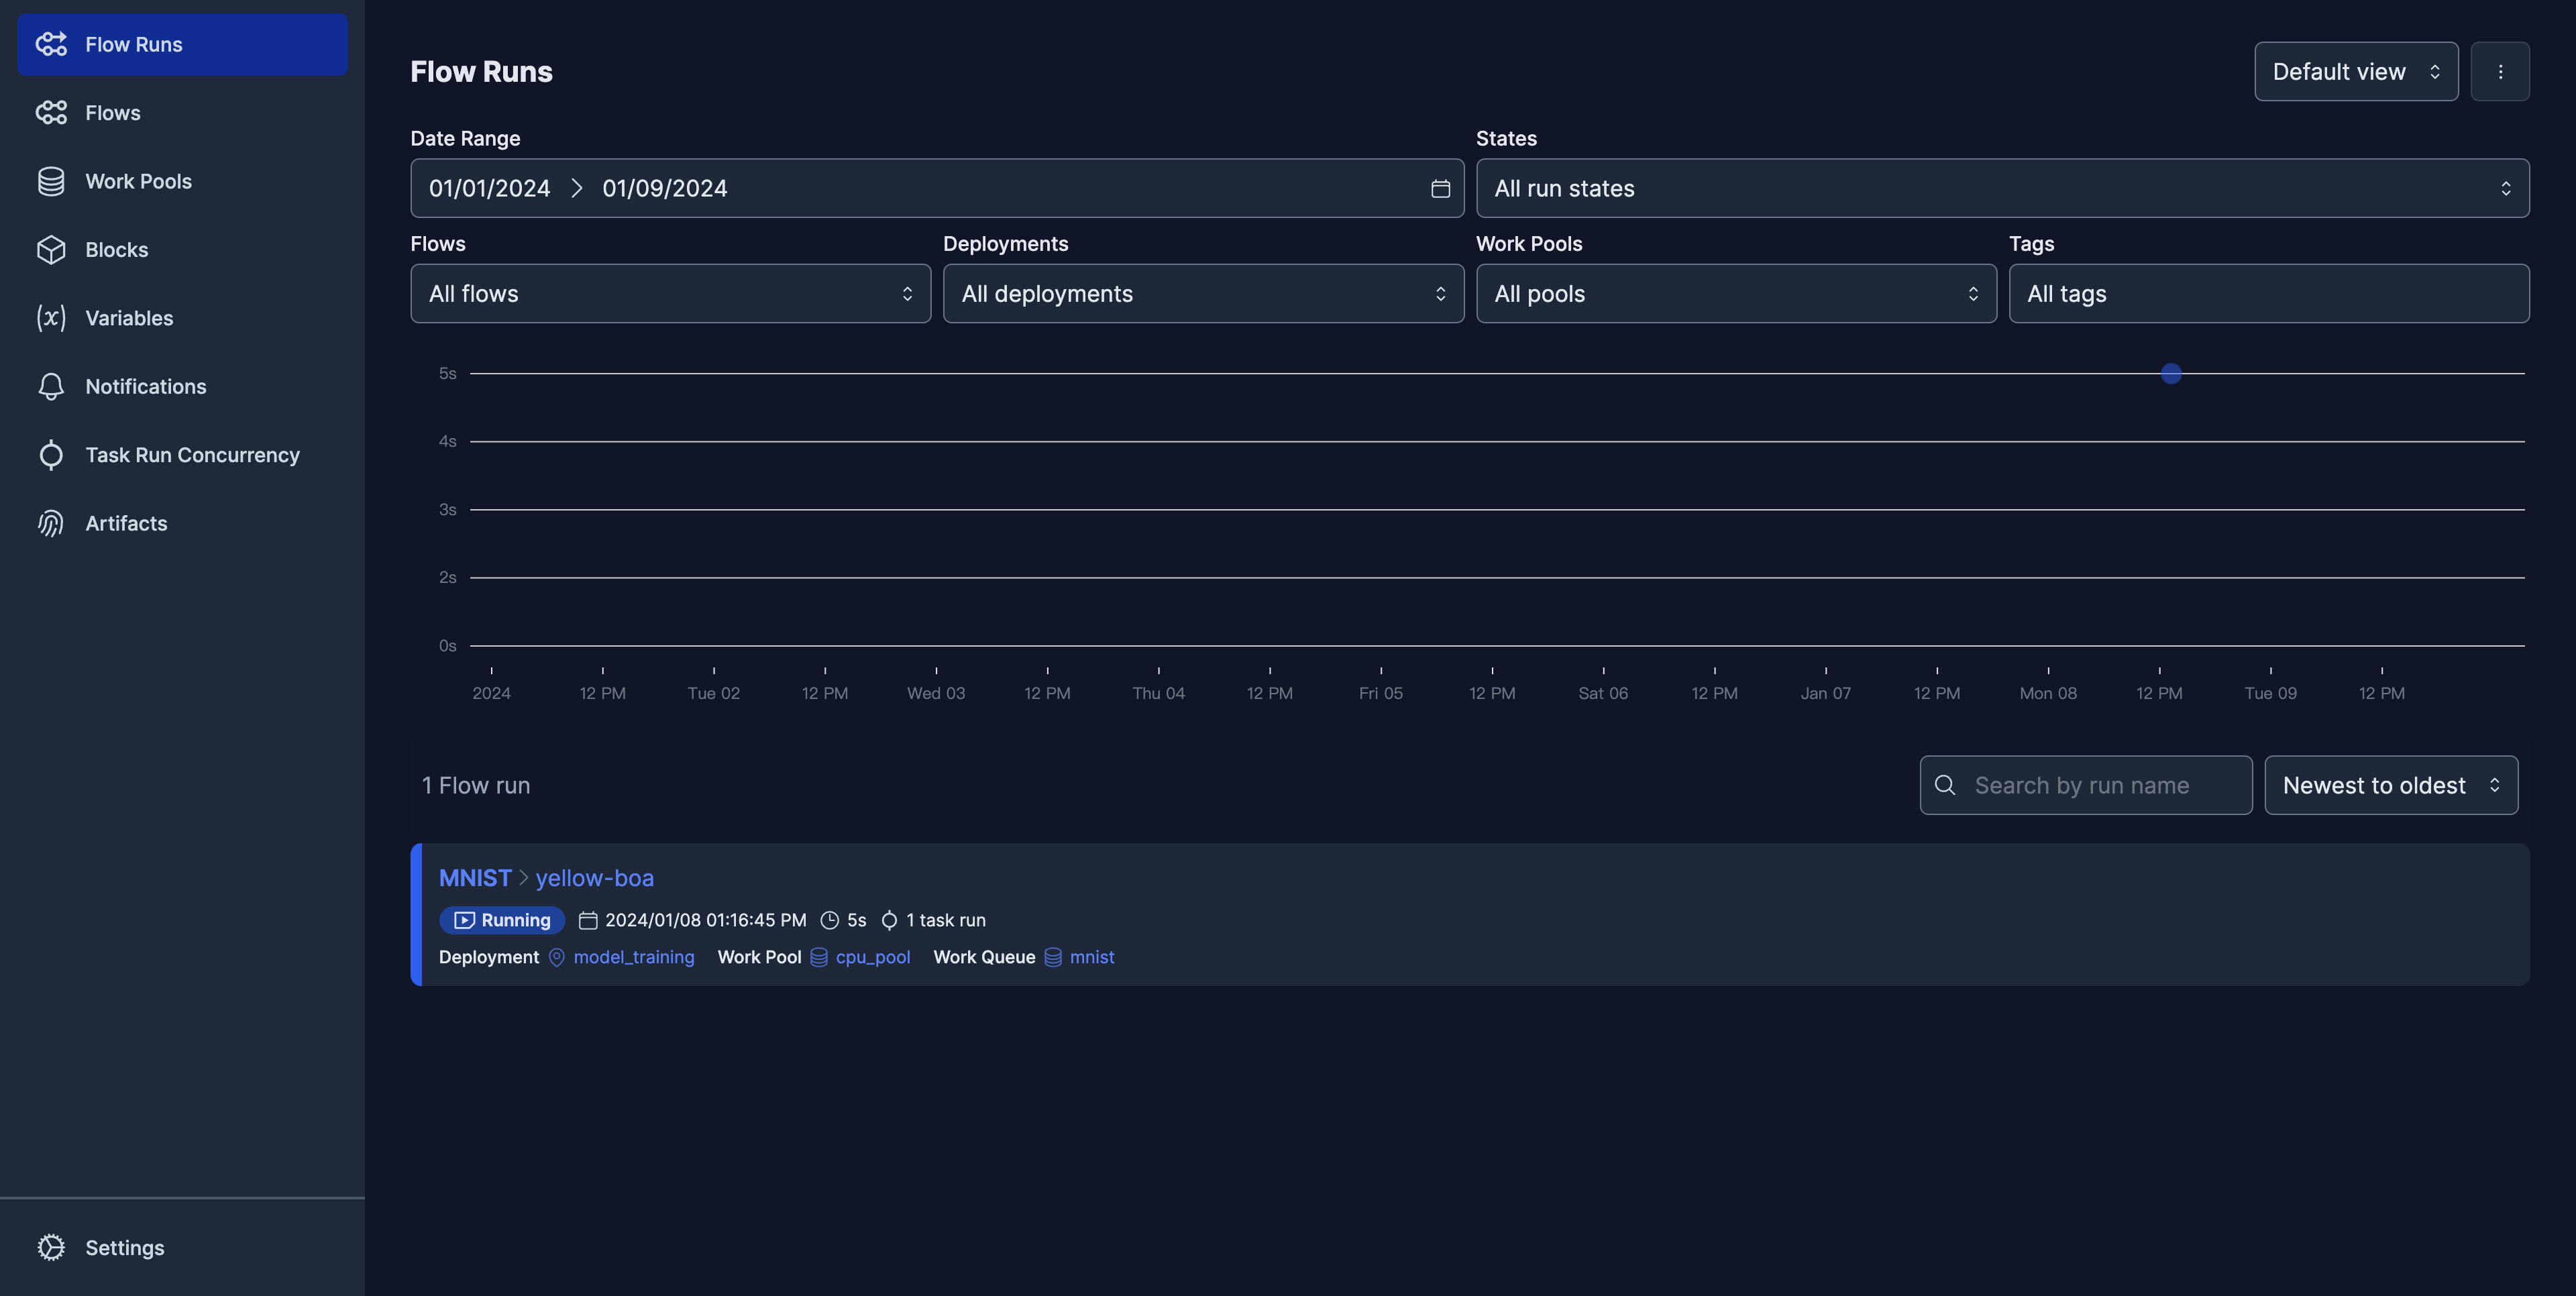 Flow Runs
Flows
Work Pools
Blocks
(x) Variables
Notifications
Task Run Concurrency
Artifacts
Settings
Flow Runs
Default view
Date Range
States
01/01/2024 01/09/2024
All run states
Flows Deployments Work Pools Tags
All flows All deployments All pools All tags
5s
4s
3s
2s
0s
2024 12 PM Tue 02 12 PM Wed 03 12 PM Thu 04 12 PM Fri 05 12 PM Sat 06 12 PM Jan 07 12 PM Mon 08 12 PM Tue 09 12 PM
1 Flow run
Search by run name
Newest to oldest
MNIST > yellow-boa
Running 2024/01/08 01:16:45 PM 5s 1 task run
Deployment model_training Work Pool cpu_pool Work Queue mnist